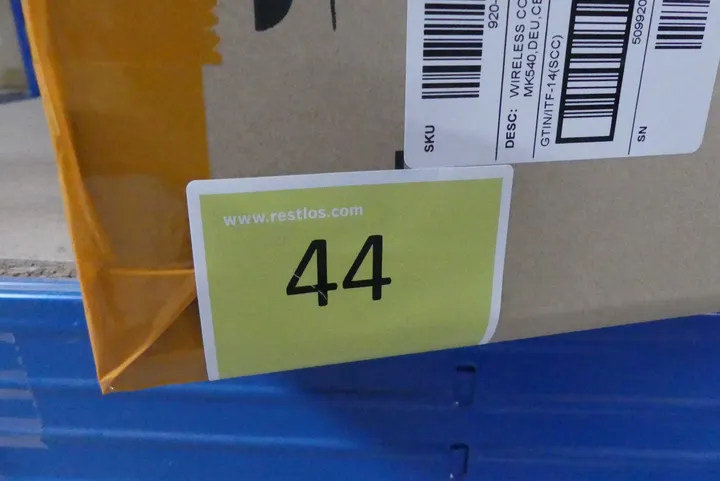 SKU
920-
DESC: WIRELESS CO
MK540,DEU,CE
GTIN/ITF-14(SCC)
SN
509920
www.restlos.com
44